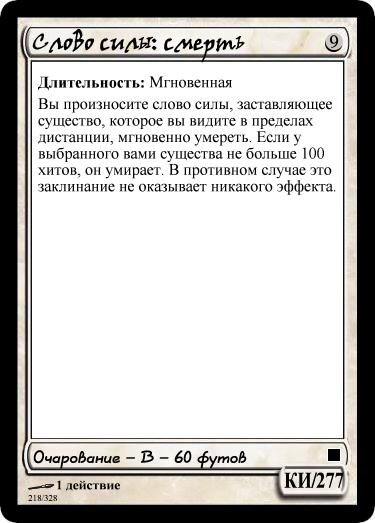 Слово силы: смерть 9
Длительность: Мгновенная
Вы произносите слово силы, заставляющее
существо, которое вы видите в пределах
дистанции, мгновенно умереть. Если у
выбранного вами существа не больше 100
хитов, он умирает. В противном случае это
заклинание не оказывает никакого эффекта.
Очарование – В – 60 футов
1 действие
КИ/277
218/328